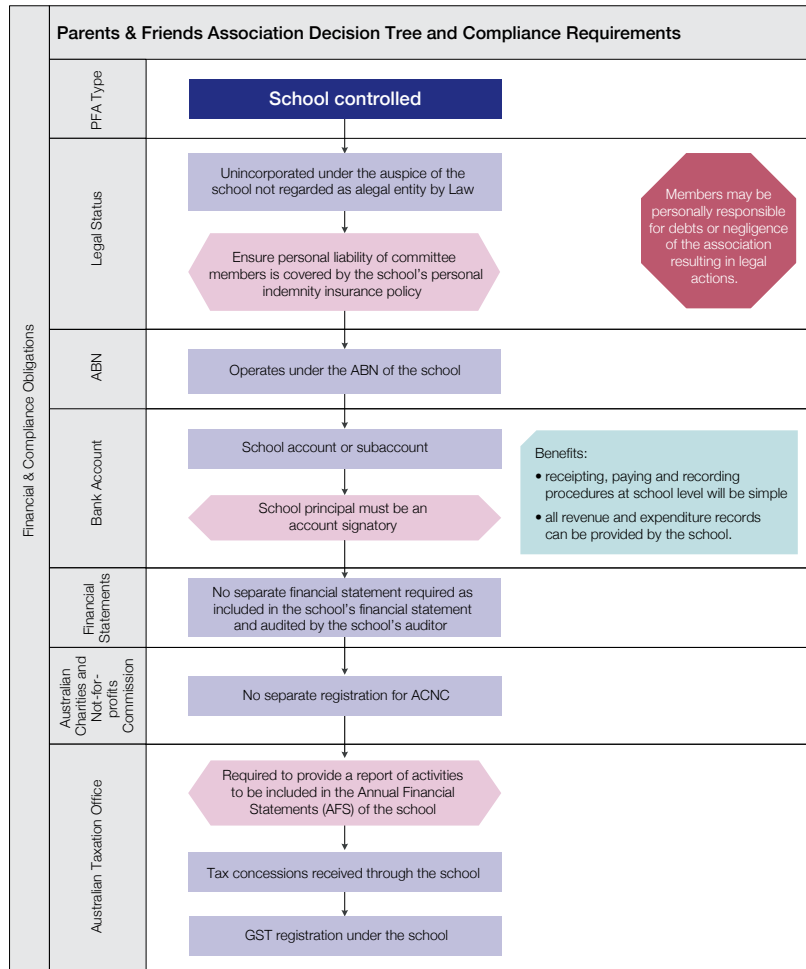 Parents & Friends Association Decision Tree and Compliance Requirements
Financial & Compliance Obligations
PFA Type
School controlled
Legal Status
Unincorporated under the auspice of the
school not regarded as alegal entity by Law
Ensure personal liability of committee
members is covered by the school's personal
indemnity insurance policy
Members may be
personally responsible
for debts or negligence
of the association
resulting in legal
actions.
ABN
Operates under the ABN of the school
Bank Account
School account or subaccount
School principal must be an
account signatory
Benefits:
• receipting, paying and recording
procedures at school level will be simple
• all revenue and expenditure records
can be provided by the school.
Financial
Statements
No separate financial statement required as
included in the school's financial statement
and audited by the school's auditor
Australian
Charities and
Not-for-
profits
Commission
No separate registration for ACNC
Australian Taxation Office
Required to provide a report of activities
to be included in the Annual Financial
Statements (AFS) of the school
Tax concessions received through the school
GST registration under the school